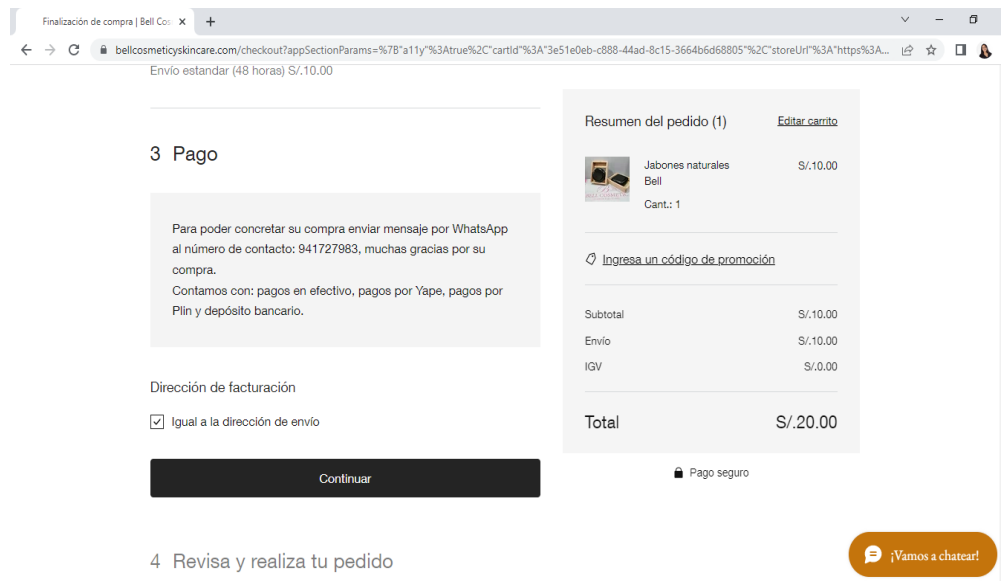 Finalización de compra | Bell Cos
bellcosmeticyskincare.com/checkout?appSectionParams=%7B"a11y"%3Atrue%2C"cartId"%3A"3e51e0eb-c888-44ad-8c15-3664b6d68805"%2C"storeUrl"%3A"https%3A...
Envío estandar (48 horas) S/.10.00
3 Pago
Para poder concretar su compra enviar mensaje por WhatsApp
al número de contacto: 941727983, muchas gracias por su
compra.
Contamos con: pagos en efectivo, pagos por Yape, pagos por
Plin y depósito bancario.
Dirección de facturación
Igual a la dirección de envío
Continuar
4 Revisa y realiza tu pedido
Resumen del pedido (1)
Editar carrito
Jabones naturales
Bell
S/.10.00
Cant.: 1
Ingresa un código de promoción
Subtotal S/.10.00
Envío S/.10.00
IGV S/.0.00
Total S/.20.00
Pago seguro
¡Vamos a chatear!